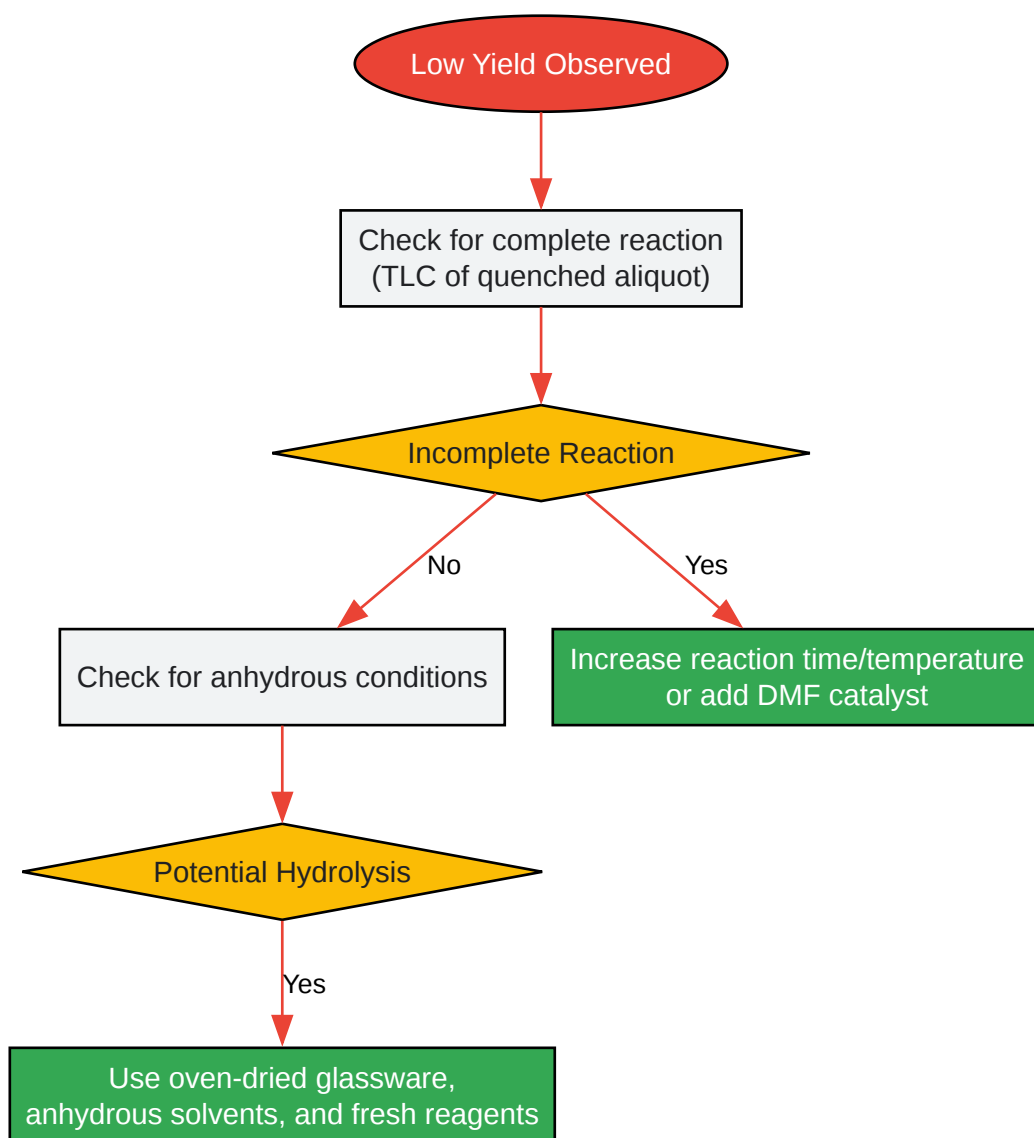 Low Yield Observed
Check for complete reaction
(TLC of quenched aliquot)
Incomplete Reaction
No
Yes
Check for anhydrous conditions
Increase reaction time/temperature
or add DMF catalyst
Potential Hydrolysis
Yes
Use oven-dried glassware,
anhydrous solvents, and fresh reagents